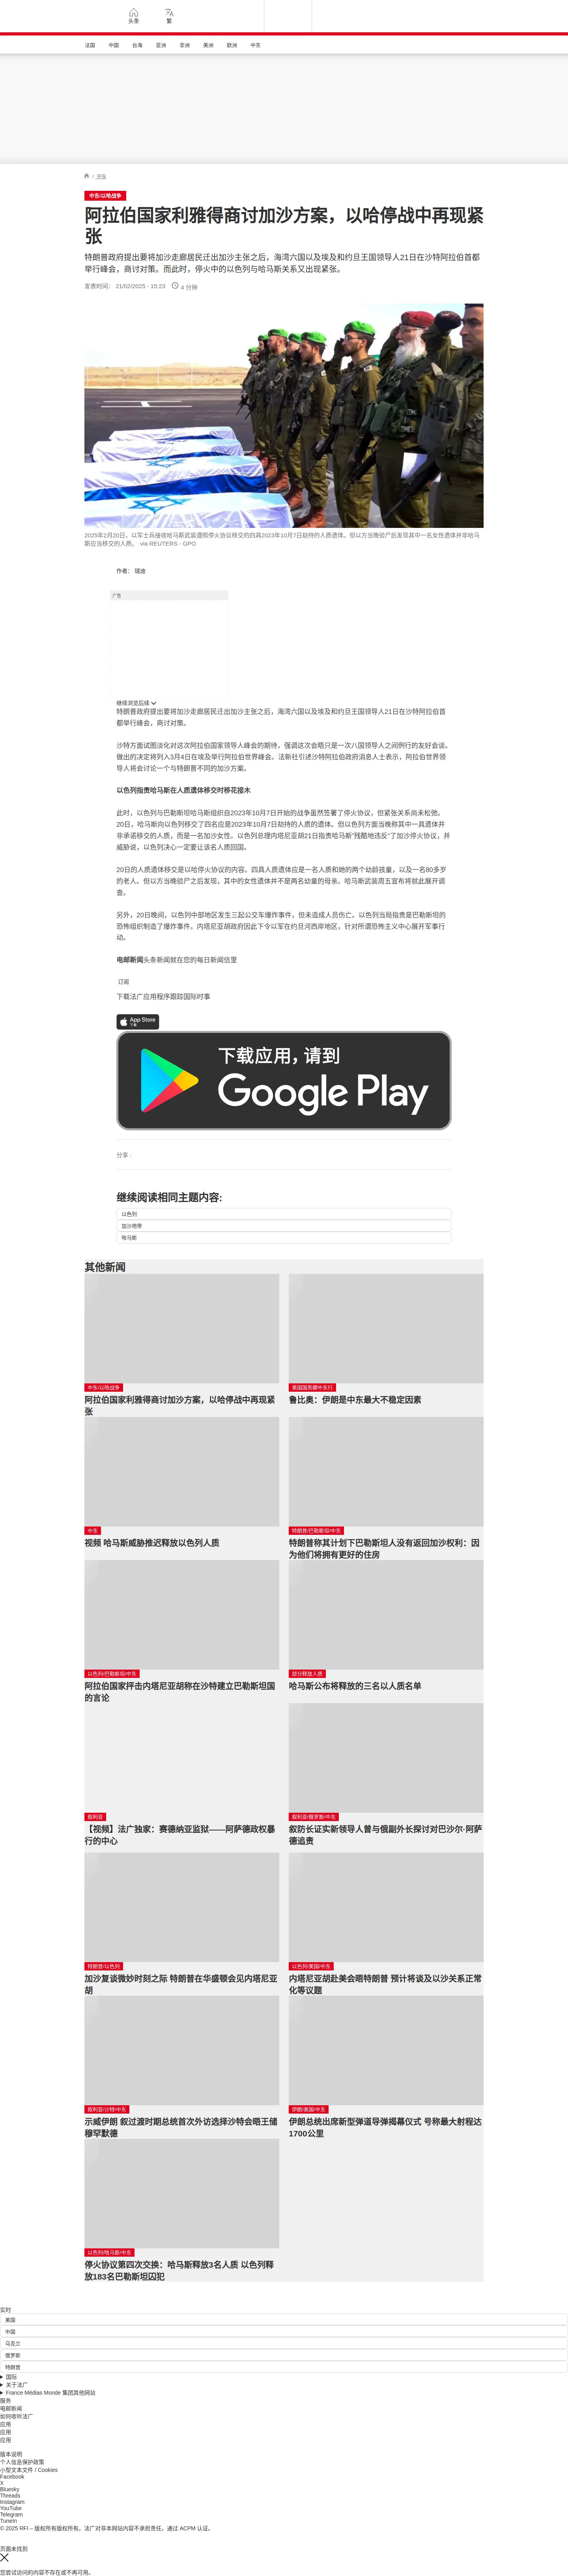 头条
繁
法国
中国
台海
亚洲
非洲
美洲
欧洲
中东
/ 中东
中东/以哈战争
阿拉伯国家利雅得商讨加沙方案，以哈停战中再现紧
张
特朗普政府提出要将加沙走廊居民迁出加沙主张之后，海湾六国以及埃及和约旦王国领导人21日在沙特阿拉伯首都
举行峰会，商讨对策。而此时，停火中的以色列与哈马斯关系又出现紧张。
发表时间： 21/02/2025 - 15:23
4 分钟
2025年2月20日，以军士兵接收哈马斯武装遵照停火协议移交的四具2023年10月7日劫持的人质遗体。但以方当晚验尸后发现其中一名女性遗体并非哈马
斯应当移交的人质。 via REUTERS - GPO
作者： 瑞迪
广告
继续浏览后续
特朗普政府提出要将加沙走廊居民迁出加沙主张之后，海湾六国以及埃及和约旦王国领导人21日在沙特阿拉伯首
都举行峰会，商讨对策。
沙特方面试图淡化对这次阿拉伯国家领导人峰会的期待，强调这次会晤只是一次八国领导人之间例行的友好会谈。
做出的决定将列入3月4日在埃及举行阿拉伯世界峰会。法新社引述沙特阿拉伯政府消息人士表示，阿拉伯世界领
导人将会讨论一个与特朗普不同的加沙方案。
以色列指责哈马斯在人质遗体移交时移花接木
此时，以色列与巴勒斯坦哈马斯组织自2023年10月7日开始的战争虽然签署了停火协议，但紧张关系尚未松弛。
20日，哈马斯向以色列移交了四名应是2023年10月7日劫持的人质的遗体。但以色列方面当晚称其中一具遗体并
非承诺移交的人质，而是一名加沙女性。以色列总理内塔尼亚胡21日指责哈马斯"残酷地违反"了加沙停火协议，并
威胁说，以色列决心一定要让该名人质回国。
20日的人质遗体移交是以哈停火协议的内容。四具人质遗体应是一名人质和她的两个幼龄孩童，以及一名80多岁
的老人。但以方当晚验尸之后发现，其中的女性遗体并不是两名幼童的母亲。哈马斯武装周五宣布将就此展开调
查。
另外，20日晚间，以色列中部地区发生三起公交车爆炸事件，但未造成人员伤亡。以色列当局指责是巴勒斯坦的
恐怖组织制造了爆炸事件。内塔尼亚胡政府因此下令以军在约旦河西岸地区，针对所谓恐怖主义中心展开军事行
动。
电邮新闻头条新闻就在您的每日新闻信里
订阅
下载法广应用程序跟踪国际时事
App Store
下载
下载应用，请到
Google Play
分享 :
继续阅读相同主题内容:
以色列
加沙地带
哈马斯
其他新闻
中东/以哈战争
阿拉伯国家利雅得商讨加沙方案，以哈停战中再现紧
张
美国国务卿中东行
鲁比奥：伊朗是中东最大不稳定因素
中东
视频 哈马斯威胁推迟释放以色列人质
特朗普/巴勒斯坦/中东
特朗普称其计划下巴勒斯坦人没有返回加沙权利：因
为他们将拥有更好的住房
以色列/巴勒斯坦/中东
阿拉伯国家抨击内塔尼亚胡称在沙特建立巴勒斯坦国
的言论
部分释放人质
哈马斯公布将释放的三名以人质名单
叙利亚
【视频】法广独家：赛德纳亚监狱——阿萨德政权暴
行的中心
叙利亚/俄罗斯/中东
叙防长证实新领导人曾与俄副外长探讨对巴沙尔·阿萨
德追责
特朗普/以色列
加沙复谈微妙时刻之际 特朗普在华盛顿会见内塔尼亚
胡
以色列/美国/中东
内塔尼亚胡赴美会晤特朗普 预计将谈及以沙关系正常
化等议题
叙利亚/沙特/中东
示威伊朗 叙过渡时期总统首次外访选择沙特会晤王储
穆罕默德
伊朗/美国/中东
伊朗总统出席新型弹道导弹揭幕仪式 号称最大射程达
1700公里
以色列/哈马斯/中东
停火协议第四次交换：哈马斯释放3名人质 以色列释
放183名巴勒斯坦囚犯
实时
美国
中国
乌克兰
俄罗斯
特朗普
国际
关于法广
France Médias Monde 集团其他网站
服务
电邮新闻
如何收听法广
应用
应用
应用
版本说明
个人信息保护政策
小型文本文件 / Cookies
Facebook
X
Bluesky
Threads
Instagram
YouTube
Telegram
TuneIn
© 2025 RFI – 版权所有版权所有。法广对非本网站内容不承担责任。通过 ACPM 认证。
页面未找到
您尝试访问的内容不存在或不再可用。